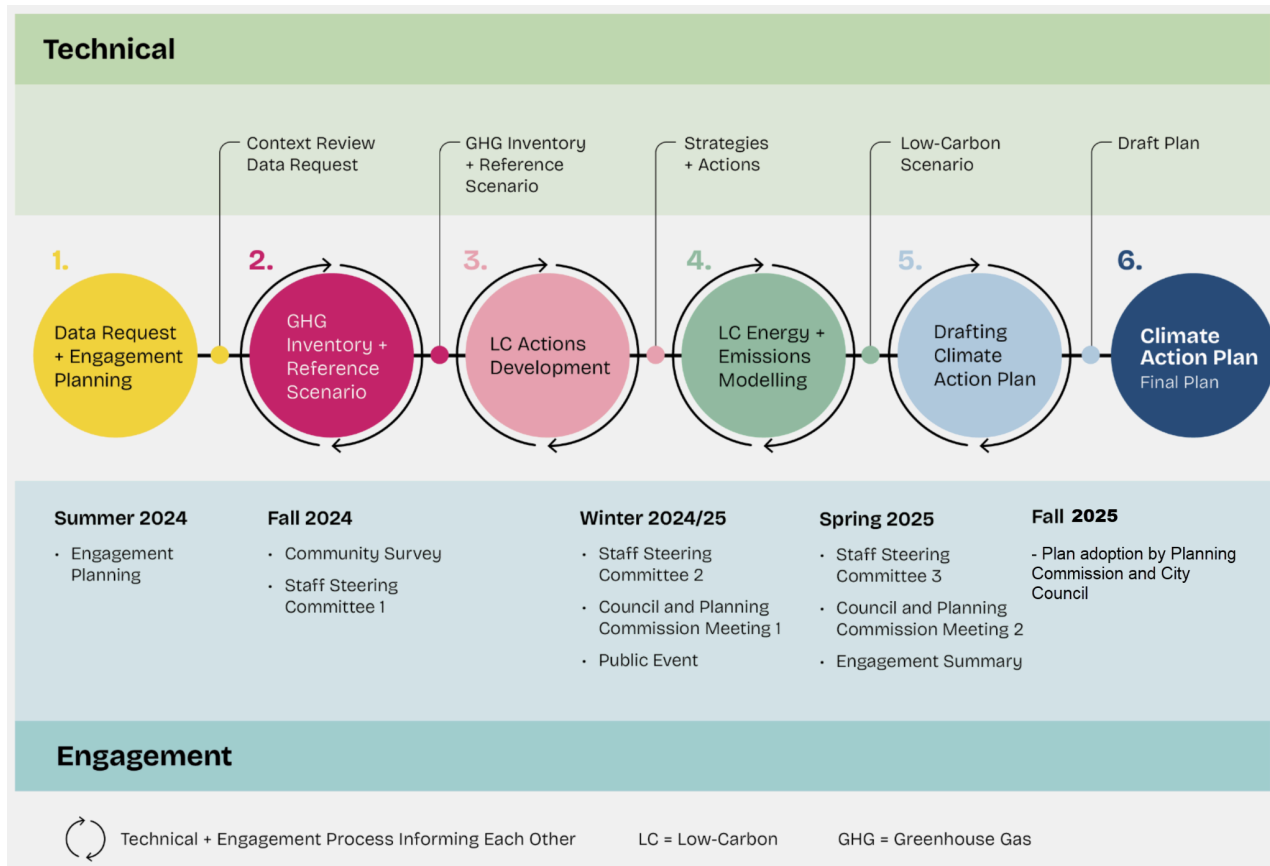 Technical
Context Review
Data Request
GHG Inventory
+ Reference
Scenario
Strategies
+ Actions
Low-Carbon
Scenario
Draft Plan
1.
Data Request
+ Engagement
Planning
2.
GHG
Inventory +
Reference
Scenario
3.
LC Actions
Development
4.
LC Energy +
Emissions
Modelling
5.
Drafting
Climate
Action Plan
6.
Climate
Action Plan
Final Plan
Summer 2024
• Engagement
Planning
Fall 2024
• Community Survey
• Staff Steering
Committee 1
Winter 2024/25
• Staff Steering
Committee 2
• Council and Planning
Commission Meeting 1
• Public Event
Spring 2025
• Staff Steering
Committee 3
• Council and Planning
Commission Meeting 2
• Engagement Summary
Fall 2025
- Plan adoption by Planning
Commission and City
Council
Engagement
Technical + Engagement Process Informing Each Other
LC = Low-Carbon
GHG = Greenhouse Gas